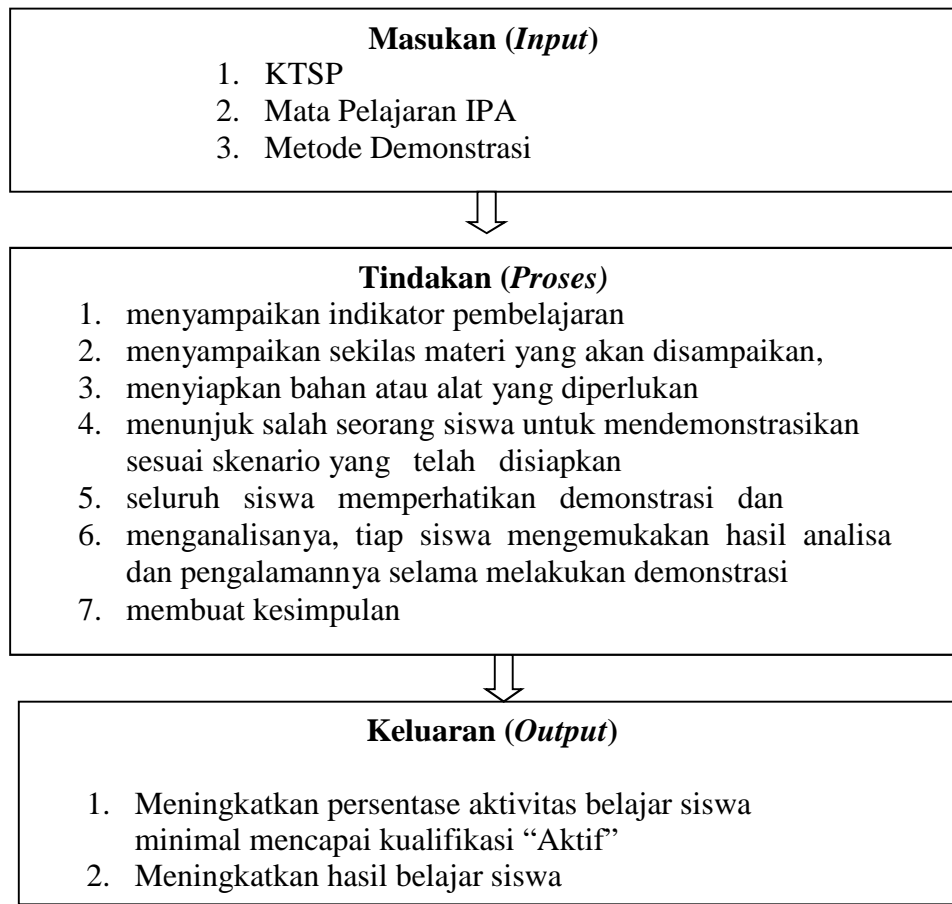 Masukan (Input)
1. KTSP
2. Mata Pelajaran IPA
3. Metode Demonstrasi
Tindakan (Proses)
1. menyampaikan indikator pembelajaran
2. menyampaikan sekilas materi yang akan disampaikan,
3. menyiapkan bahan atau alat yang diperlukan
4. menunjuk salah seorang siswa untuk mendemonstrasikan
sesuai skenario yang telah disiapkan
5. seluruh siswa memperhatikan demonstrasi dan
6. menganalisanya, tiap siswa mengemukakan hasil analisa
dan pengalamannya selama melakukan demonstrasi
7. membuat kesimpulan
Keluaran (Output)
1. Meningkatkan persentase aktivitas belajar siswa
minimal mencapai kualifikasi “Aktif”
2. Meningkatkan hasil belajar siswa